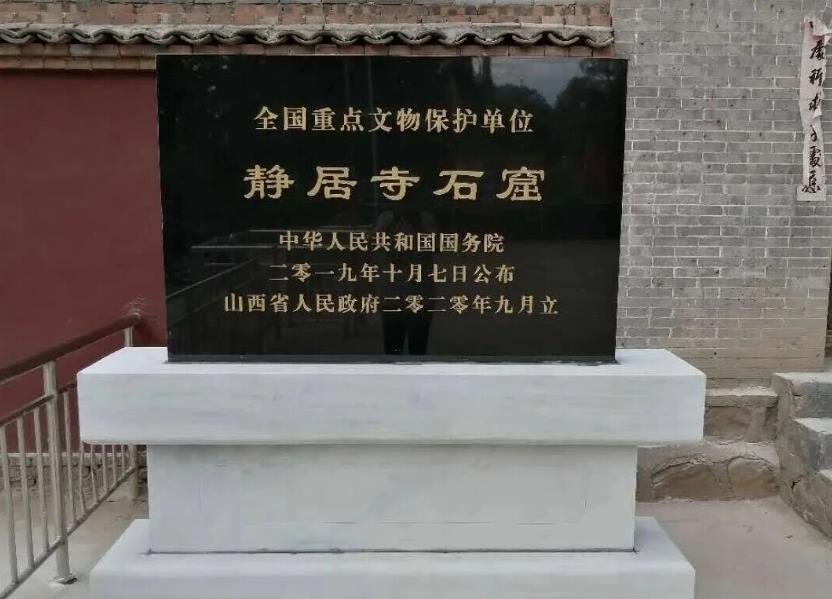 全国重点文物保护单位
静居寺石窟
中华人民共和国国务院
二零一九年十月七日公布
山西省人民政府二零二零年九月立